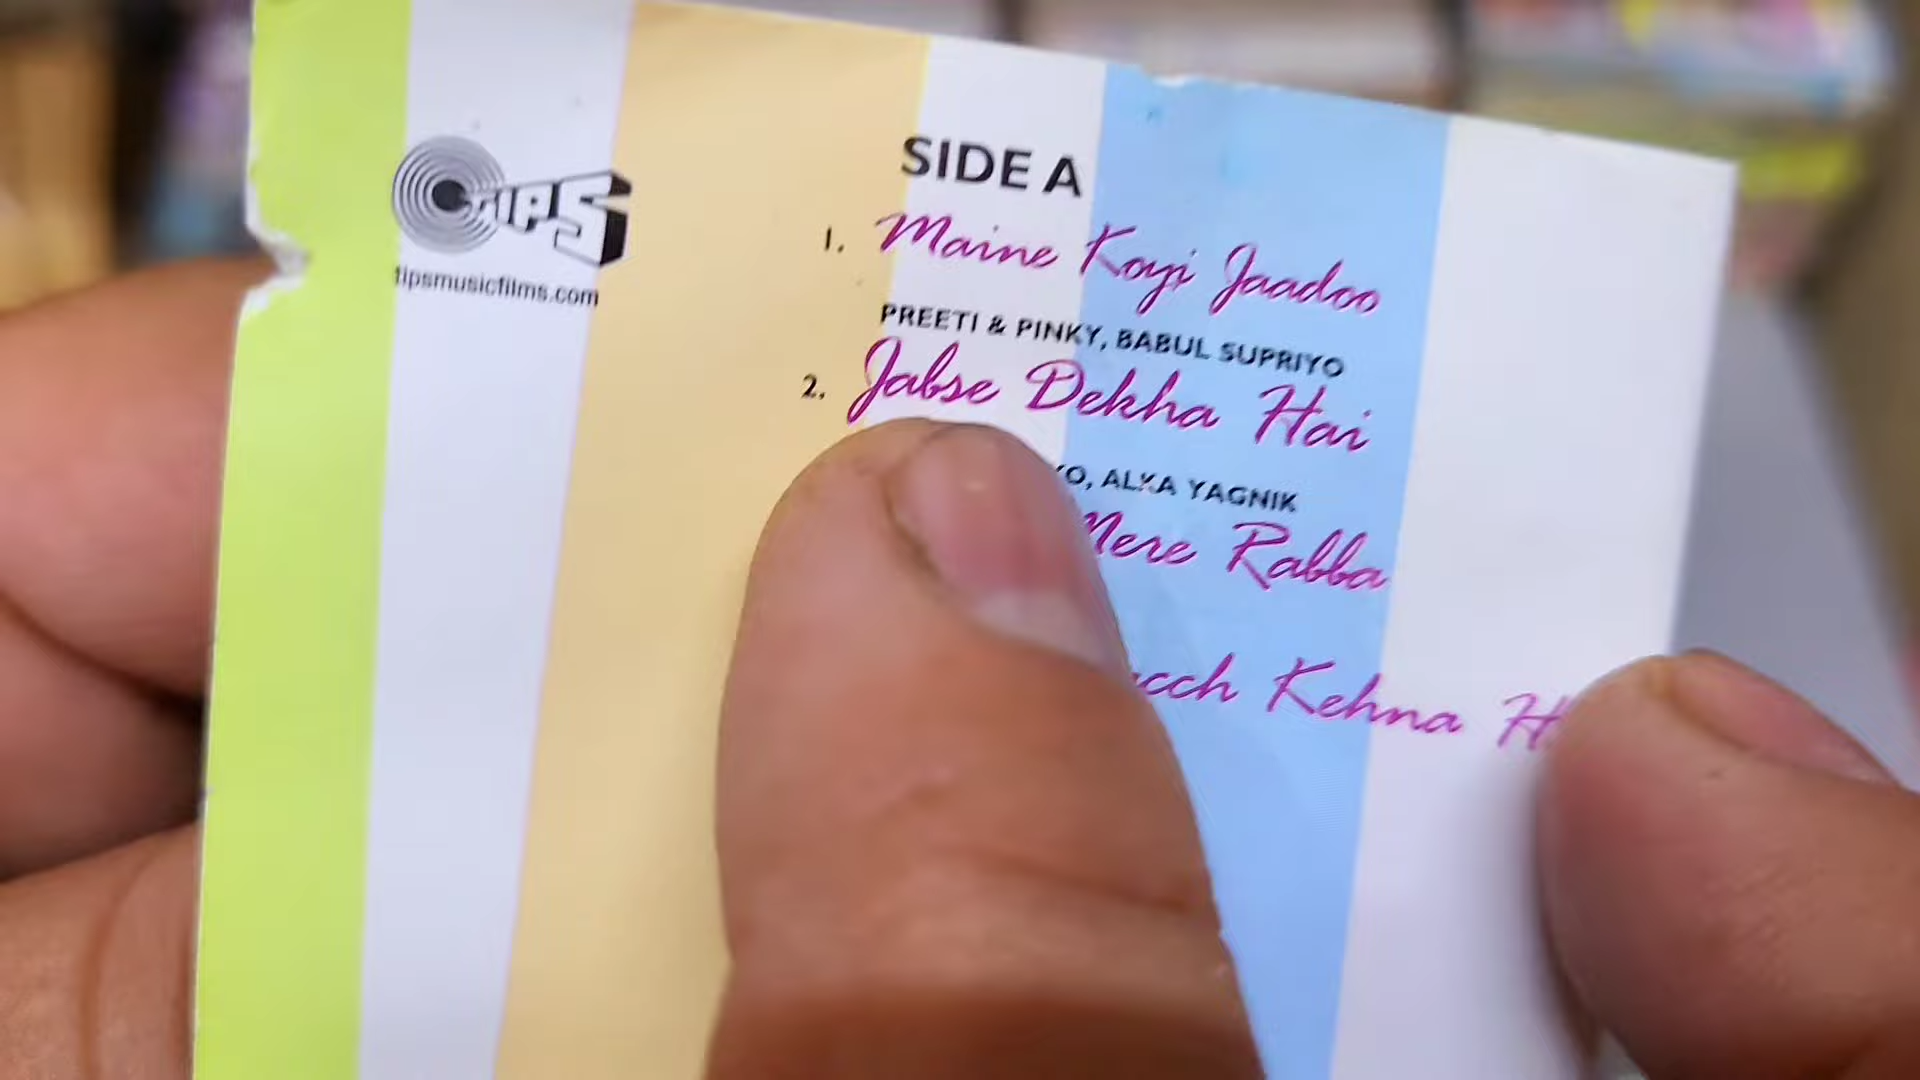 TIPS
tipsmusicfilms.com
SIDE A
1. Maine Koyi Jaadoo
PREETI & PINKY, BABUL SUPRIYO
2. Jabse Dekha Hai
ALKA YAGNIK
Mere Rabba
Kehna